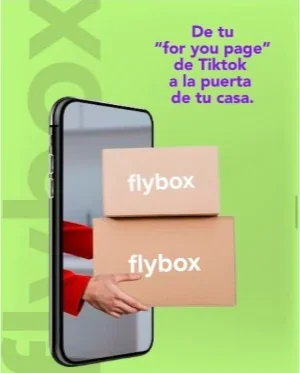 flybox
De tu
“for you page”
de Tiktok
a la puerta
de tu casa.
flybox
flybox